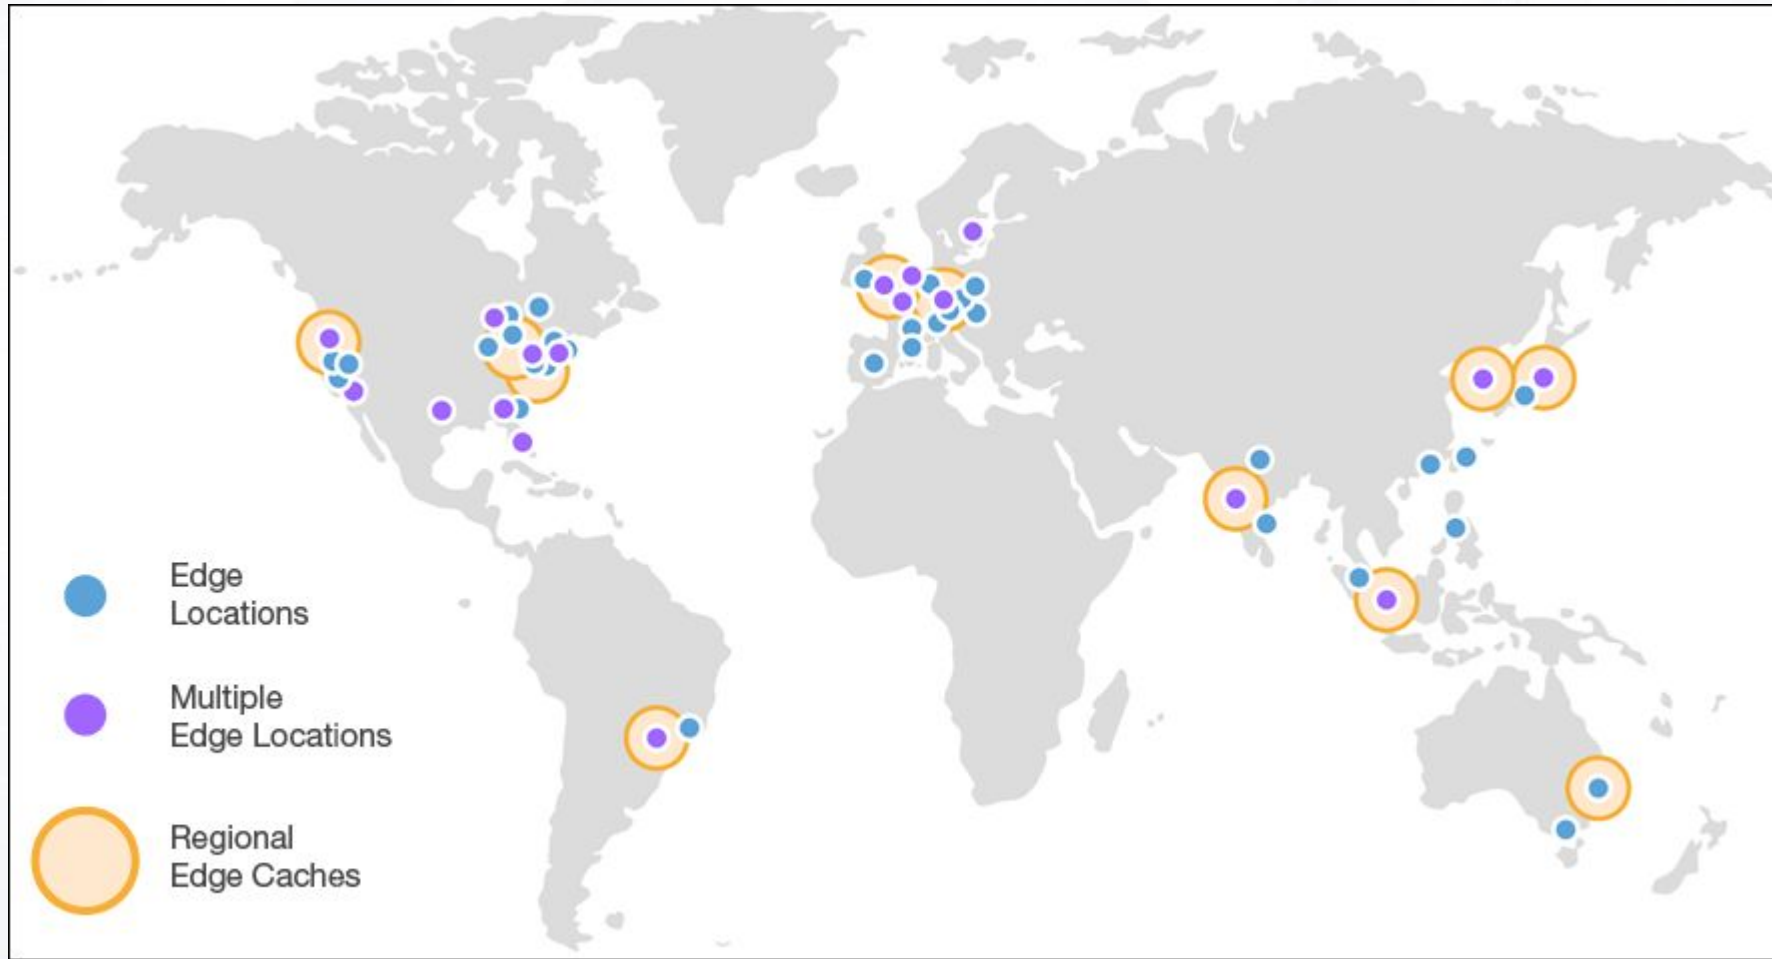 Edge
Locations
Multiple
Edge Locations
Regional
Edge Caches